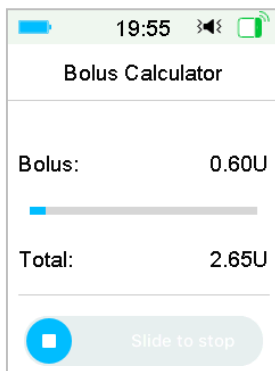 19:55
Bolus Calculator
Bolus: 0.60U
Total: 2.65U
Slide to stop